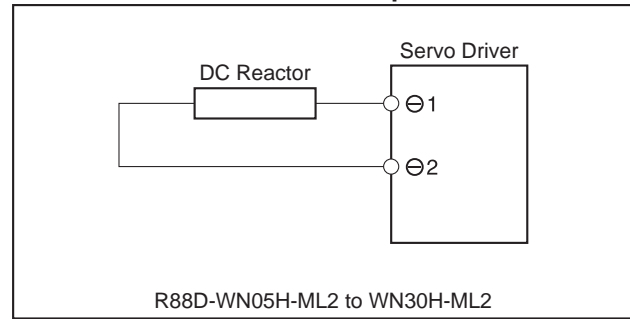 Servo Driver
DC Reactor
⊖1
⊖2
R88D-WN05H-ML2 to WN30H-ML2